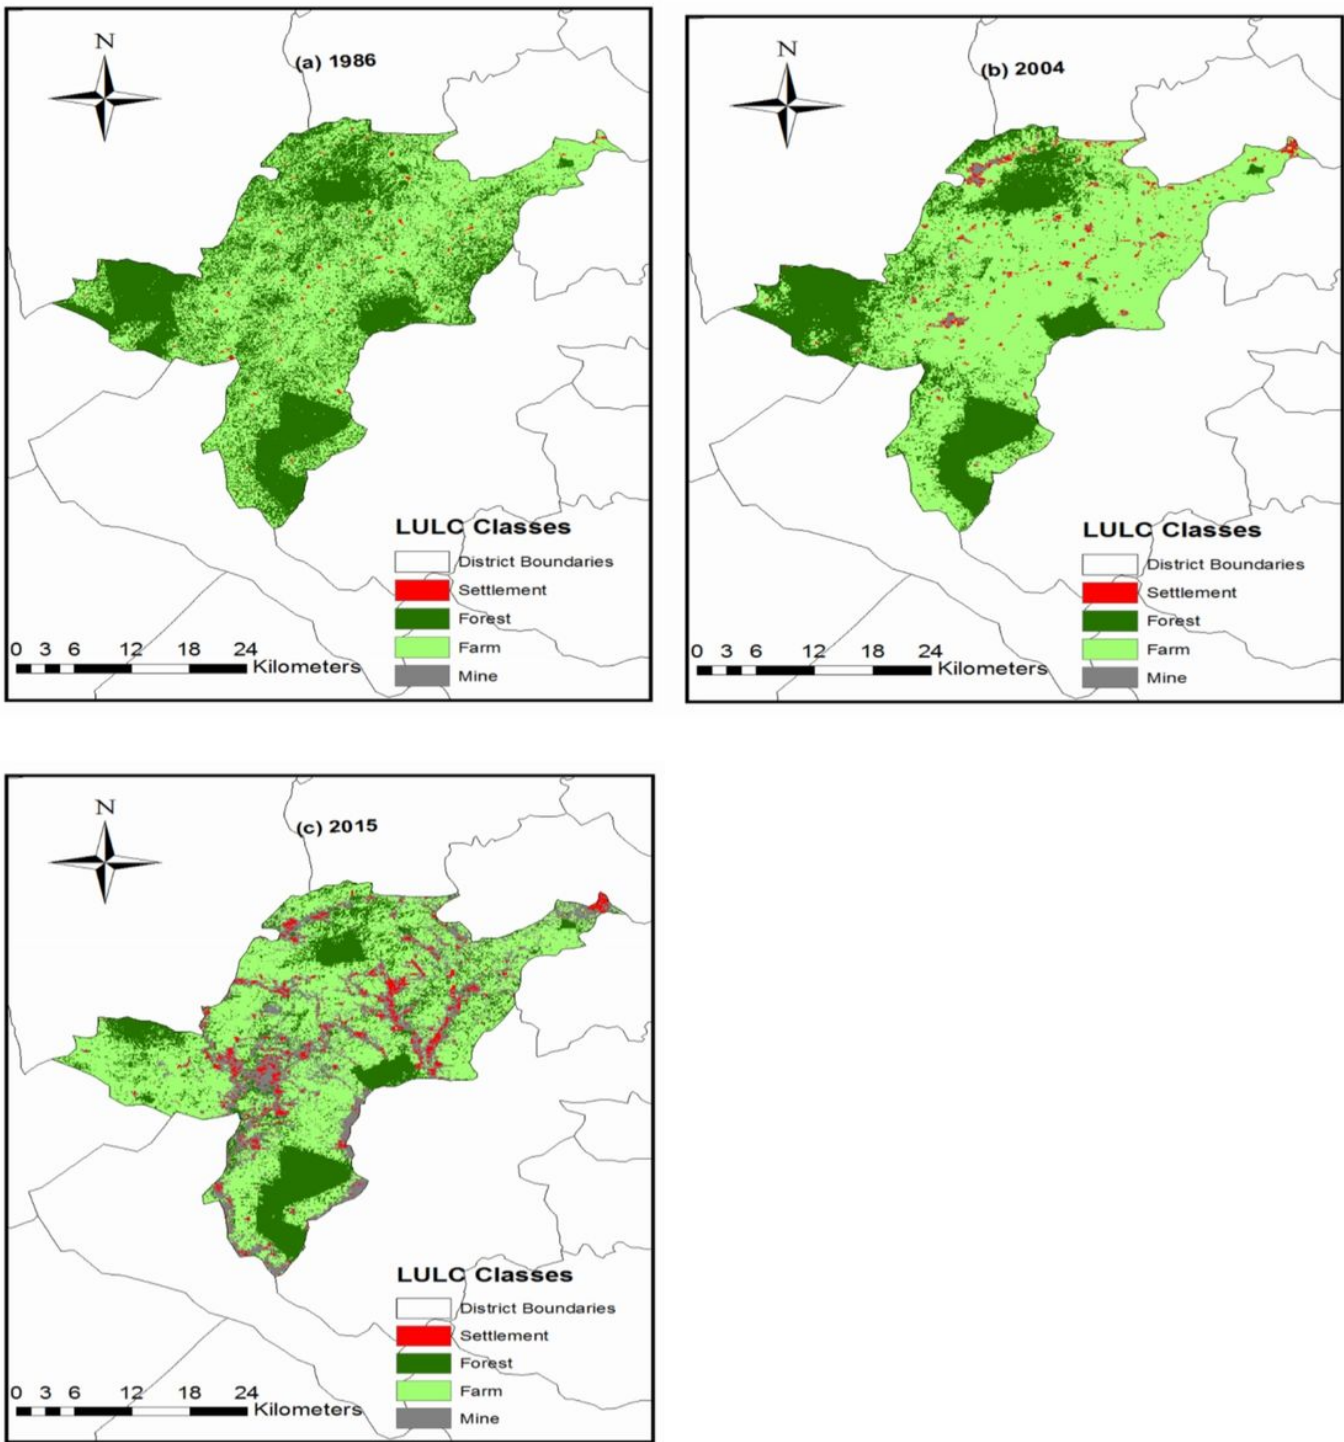 N
(a) 1986
LULC Classes
District Boundaries
Settlement
Forest
Farm
Mine
0 3 6 12 18 24
Kilometers
N
(b) 2004
LULC Classes
District Boundaries
Settlement
Forest
Farm
Mine
0 3 6 12 18 24
Kilometers
N
(c) 2015
LULC Classes
District Boundaries
Settlement
Forest
Farm
Mine
0 3 6 12 18 24
Kilometers